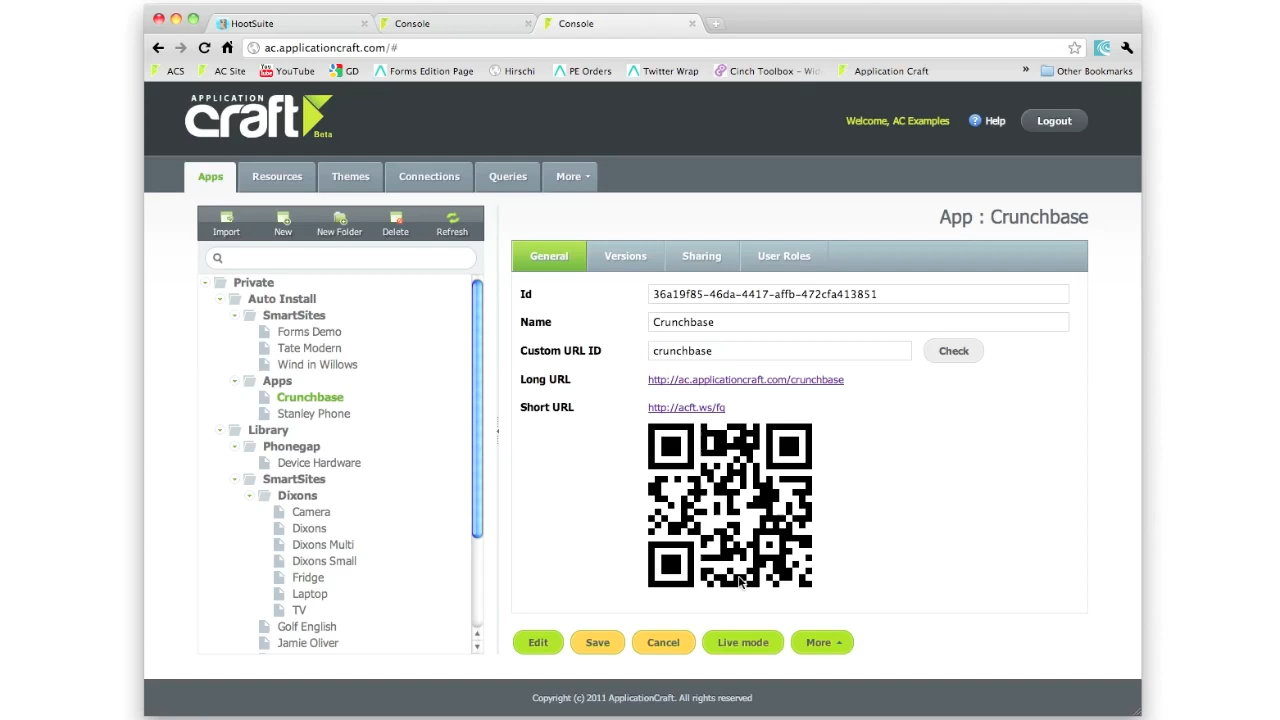 HootSuite
Console
Console
ac.applicationcraft.com/#
ACS
AC Site
YouTube
GD
Forms Edition Page
Hirschi
PE Orders
Twitter Wrap
Cinch Toolbox – Wid
Application Craft
»
Other Bookmarks
APPLICATION
craft
Beta
Welcome, AC Examples
Help
Logout
Apps
Resources
Themes
Connections
Queries
More
Import
New
New Folder
Delete
Refresh
App : Crunchbase
General
Versions
Sharing
User Roles
Private
Auto Install
SmartSites
Forms Demo
Tate Modern
Wind in Willows
Apps
Crunchbase
Stanley Phone
Library
Phonegap
Device Hardware
SmartSites
Dixons
Camera
Dixons
Dixons Multi
Dixons Small
Fridge
Laptop
TV
Golf English
Jamie Oliver
Id
36a19f85-46da-4417-affb-472cfa413851
Name
Crunchbase
Custom URL ID
crunchbase
Check
Long URL
http://ac.applicationcraft.com/crunchbase
Short URL
http://acft.ws/fq
Edit
Save
Cancel
Live mode
More
Copyright (c) 2011 ApplicationCraft. All rights reserved